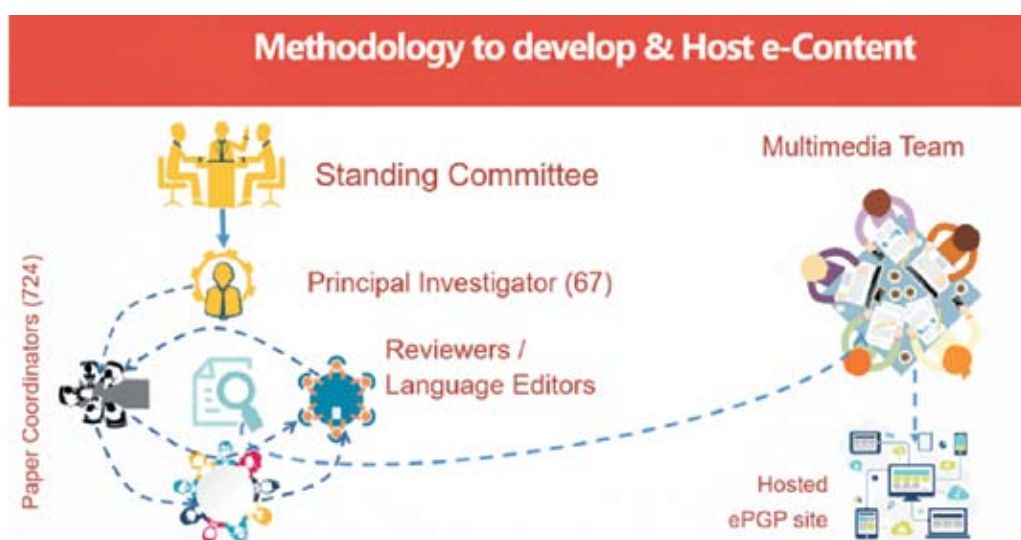 Methodology to develop & Host e-Content
Standing Committee
Multimedia Team
Principal Investigator (67)
Paper Coordinators (724)
Reviewers /
Language Editors
Hosted
ePGP site